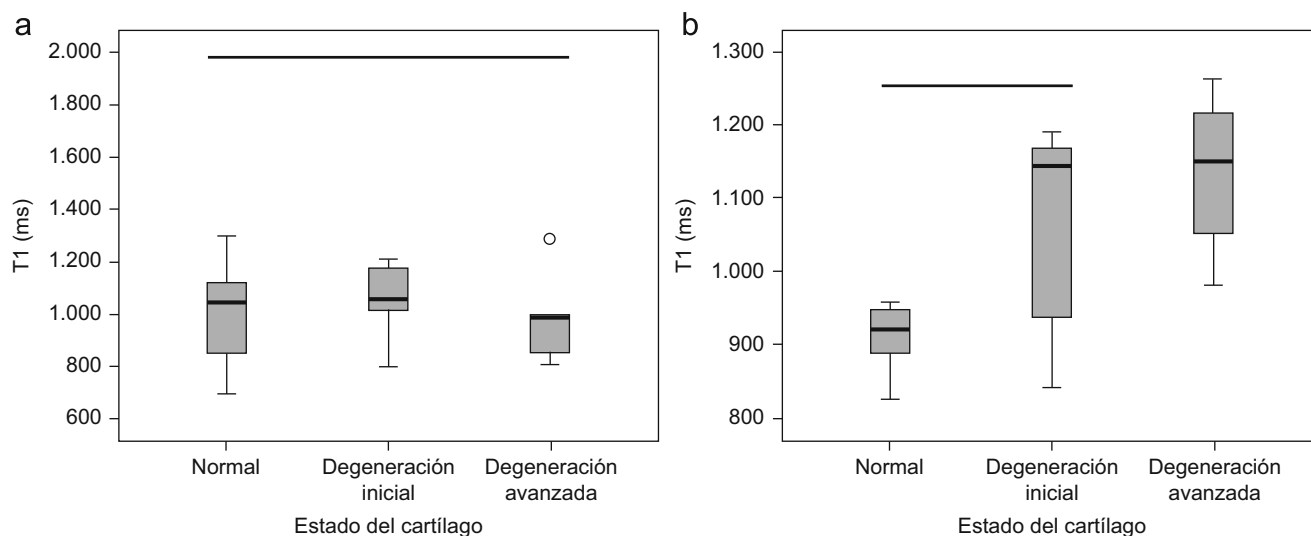 a
2.000
1.800
1.600
1.400
1.200
1.000
800
600
T1 (ms)
Normal
Degeneración
inicial
Degeneración
avanzada
Estado del cartílago
b
1.300
1.200
1.100
1.000
900
800
T1 (ms)
Normal
Degeneración
inicial
Degeneración
avanzada
Estado del cartílago